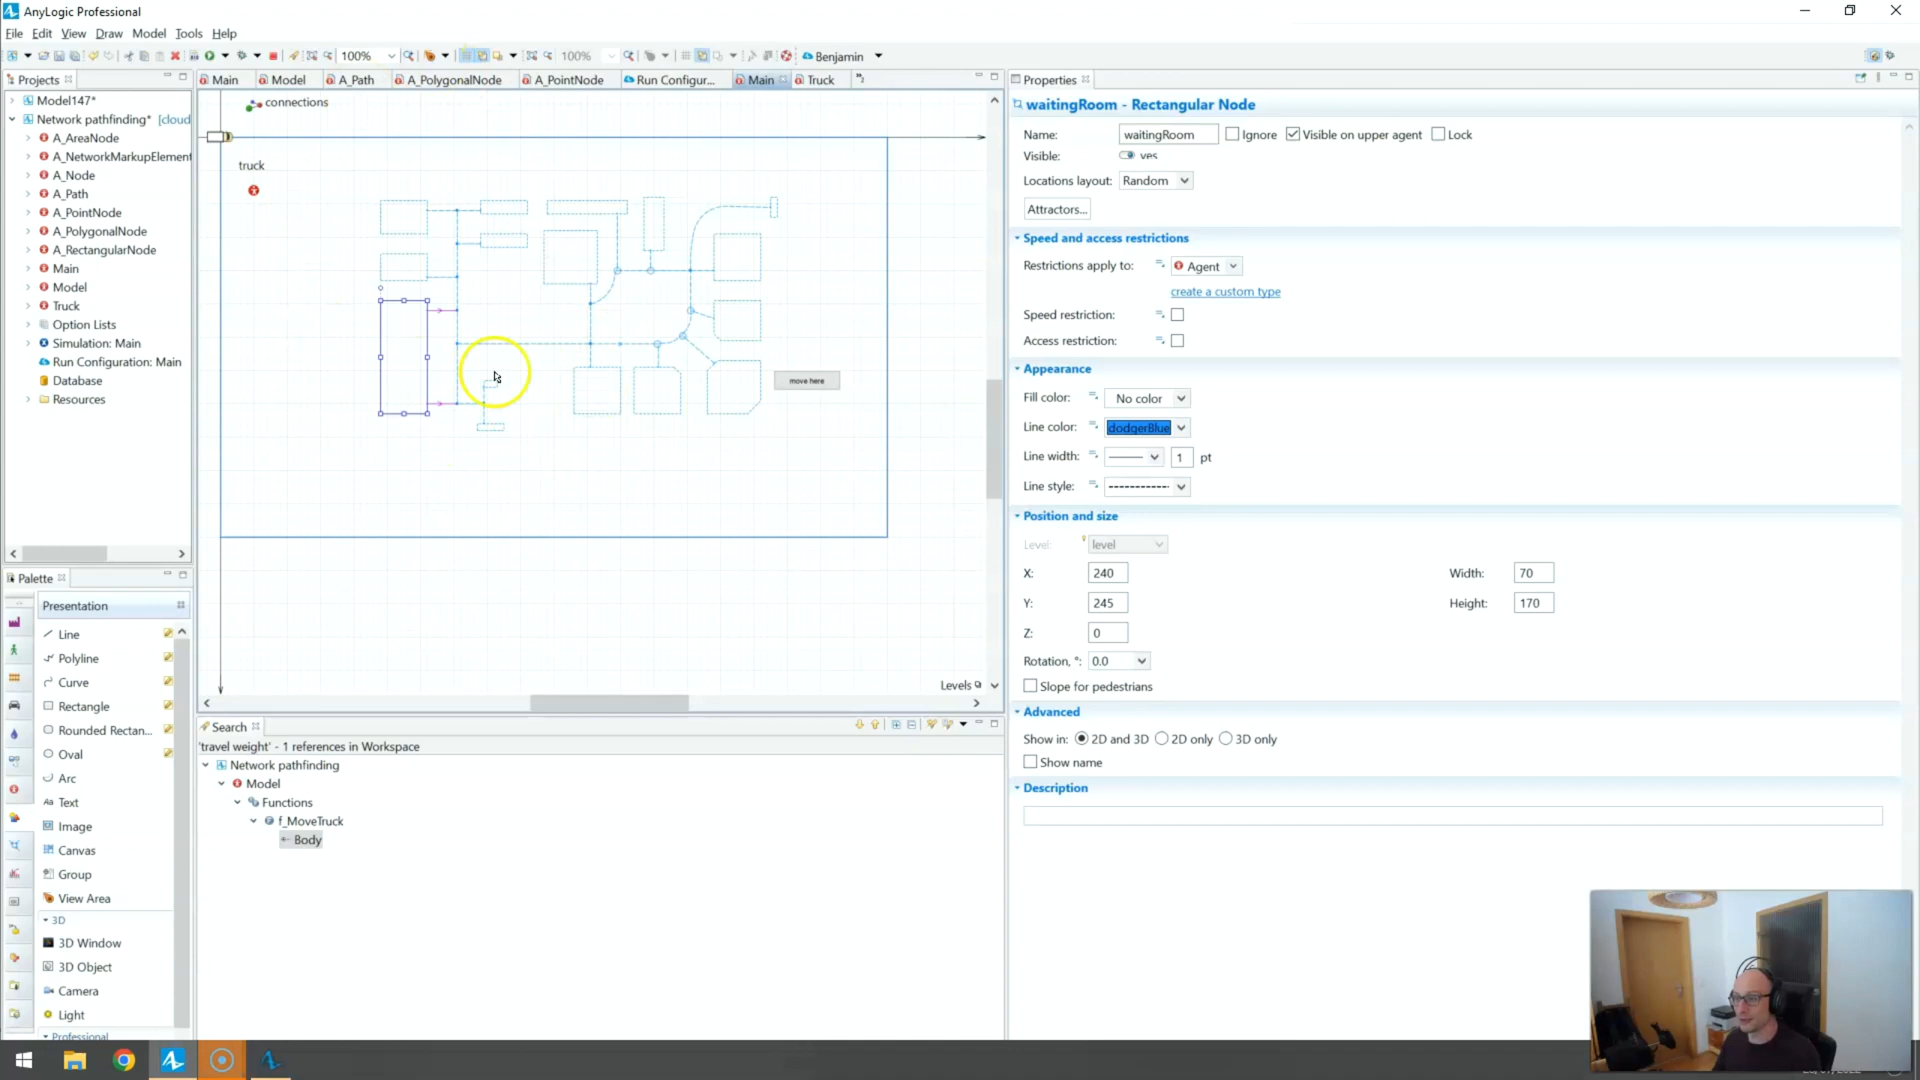 AnyLogic Professional
File Edit View Draw Model Tools Help
100% 100% Benjamin
Projects
Model147*
Network pathfinding* [cloud
A_AreaNode
A_NetworkMarkupElement
A_Node
A_Path
A_PointNode
A_PolygonalNode
A_RectangularNode
Main
Model
Truck
Option Lists
Simulation: Main
Run Configuration: Main
Database
Resources
Palette
Presentation
Line
Polyline
Curve
Rectangle
Rounded Rectan...
Oval
Arc
Text
Image
Canvas
Group
View Area
3D
3D Window
3D Object
Camera
Light
Professional
Main Model A_Path A_PolygonalNode A_PointNode Run Configur... Main Truck
connections
truck
move here
Levels
Search
'travel weight' - 1 references in Workspace
Network pathfinding
Model
Functions
f_MoveTruck
Body
Properties
waitingRoom - Rectangular Node
Name: waitingRoom Ignore Visible on upper agent Lock
Visible: yes
Locations layout: Random
Attractors...
Speed and access restrictions
Restrictions apply to: Agent
create a custom type
Speed restriction:
Access restriction:
Appearance
Fill color: No color
Line color: dodgerBlue
Line width: 1 pt
Line style:
Position and size
Level: level
X: 240 Width: 70
Y: 245 Height: 170
Z: 0
Rotation, °: 0.0
Slope for pedestrians
Advanced
Show in: 2D and 3D 2D only 3D only
Show name
Description